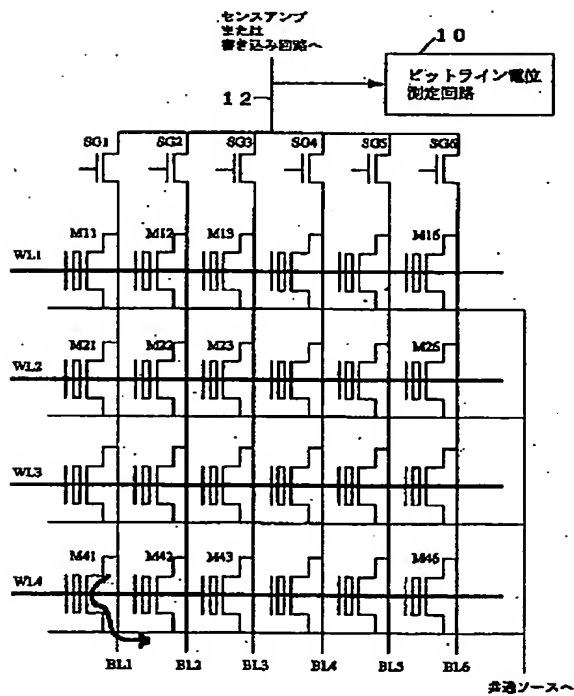 センスアンプ
または
書き込み回路へ
10
ビットライン電位
測定回路
12
SG1 SG2 SG3 SG4 SG5 SG6
M11 M12 M13 M16
WL1
M21 M22 M23 M26
WL2
WL3
M41 M42 M43 M46
WL4
BL1 BL2 BL3 BL4 BL5 BL6
共通ソースへ